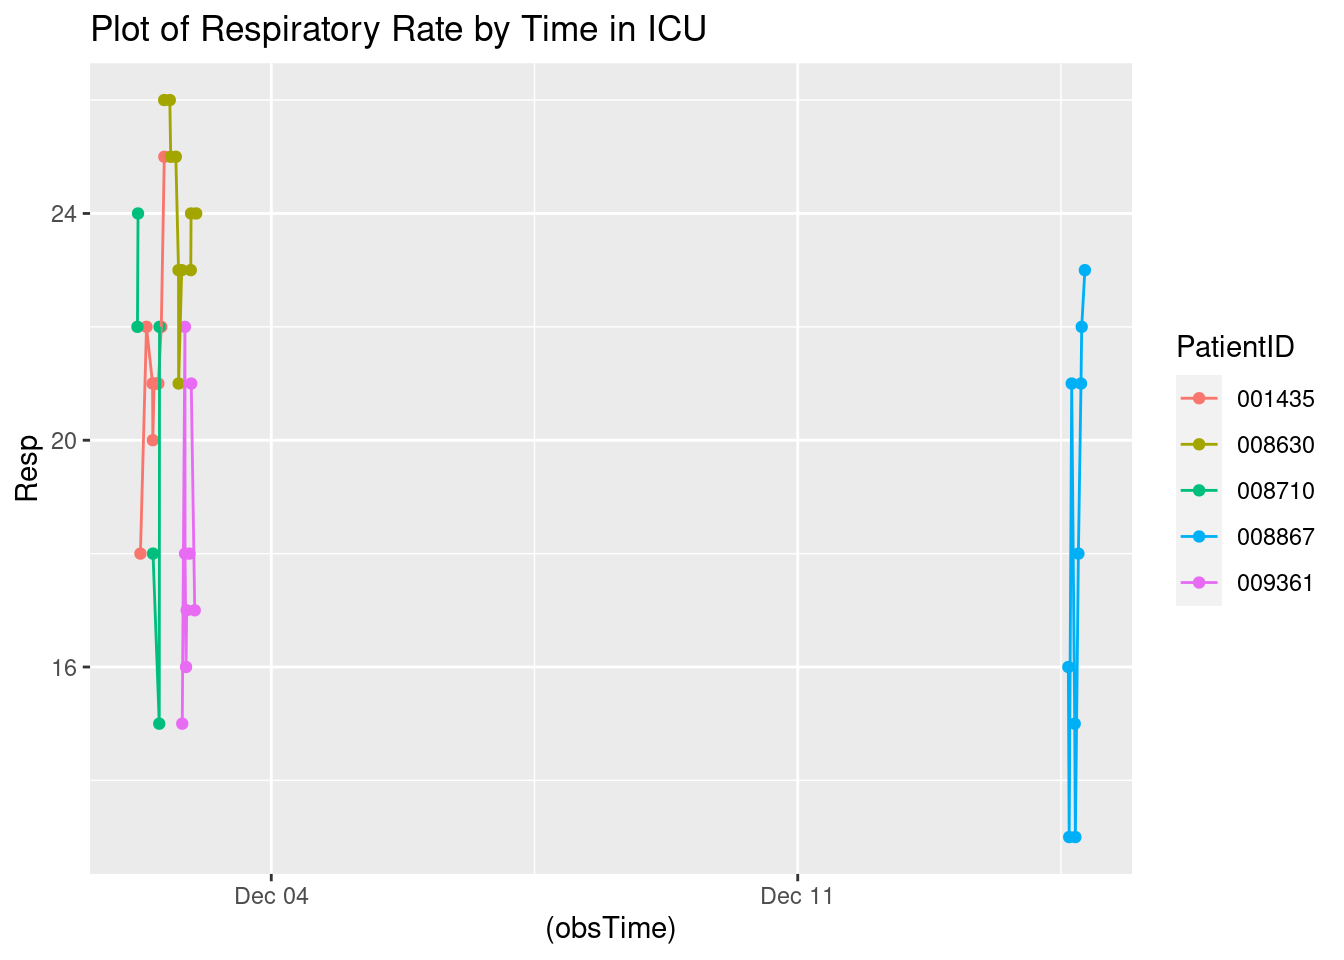 Plot of Respiratory Rate by Time in ICU
24
20
16
Resp
Dec 04
Dec 11
(obsTime)
PatientID
001435
008630
008710
008867
009361